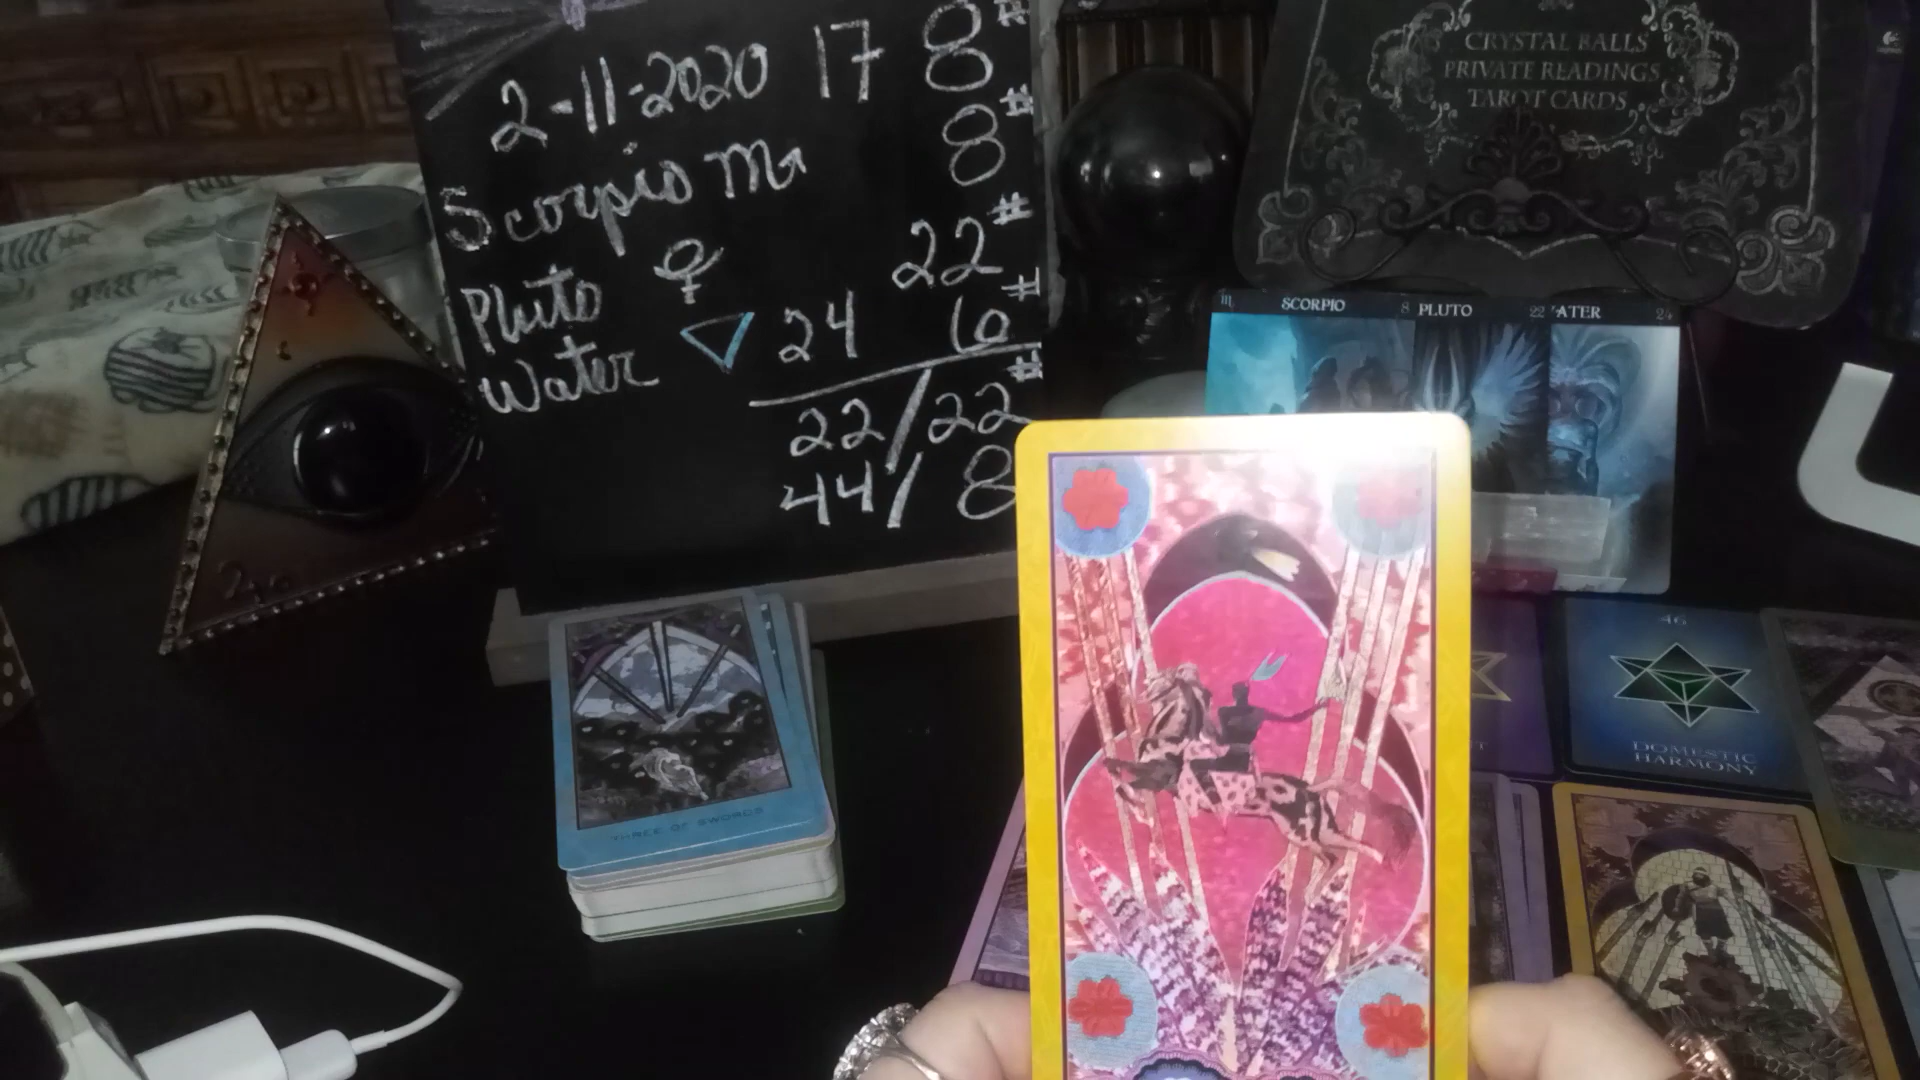 2-11-2020 17 8#
Scorpio ♏ 8#
Pluto 22#
Water 24 6#
22/22#
44/8
CRYSTAL BALLS
PRIVATE READINGS
TAROT CARDS
♏ SCORPIO 8 PLUTO 22 ATER 24
THREE OF SWORDS
46
DOMESTIC
HARMONY